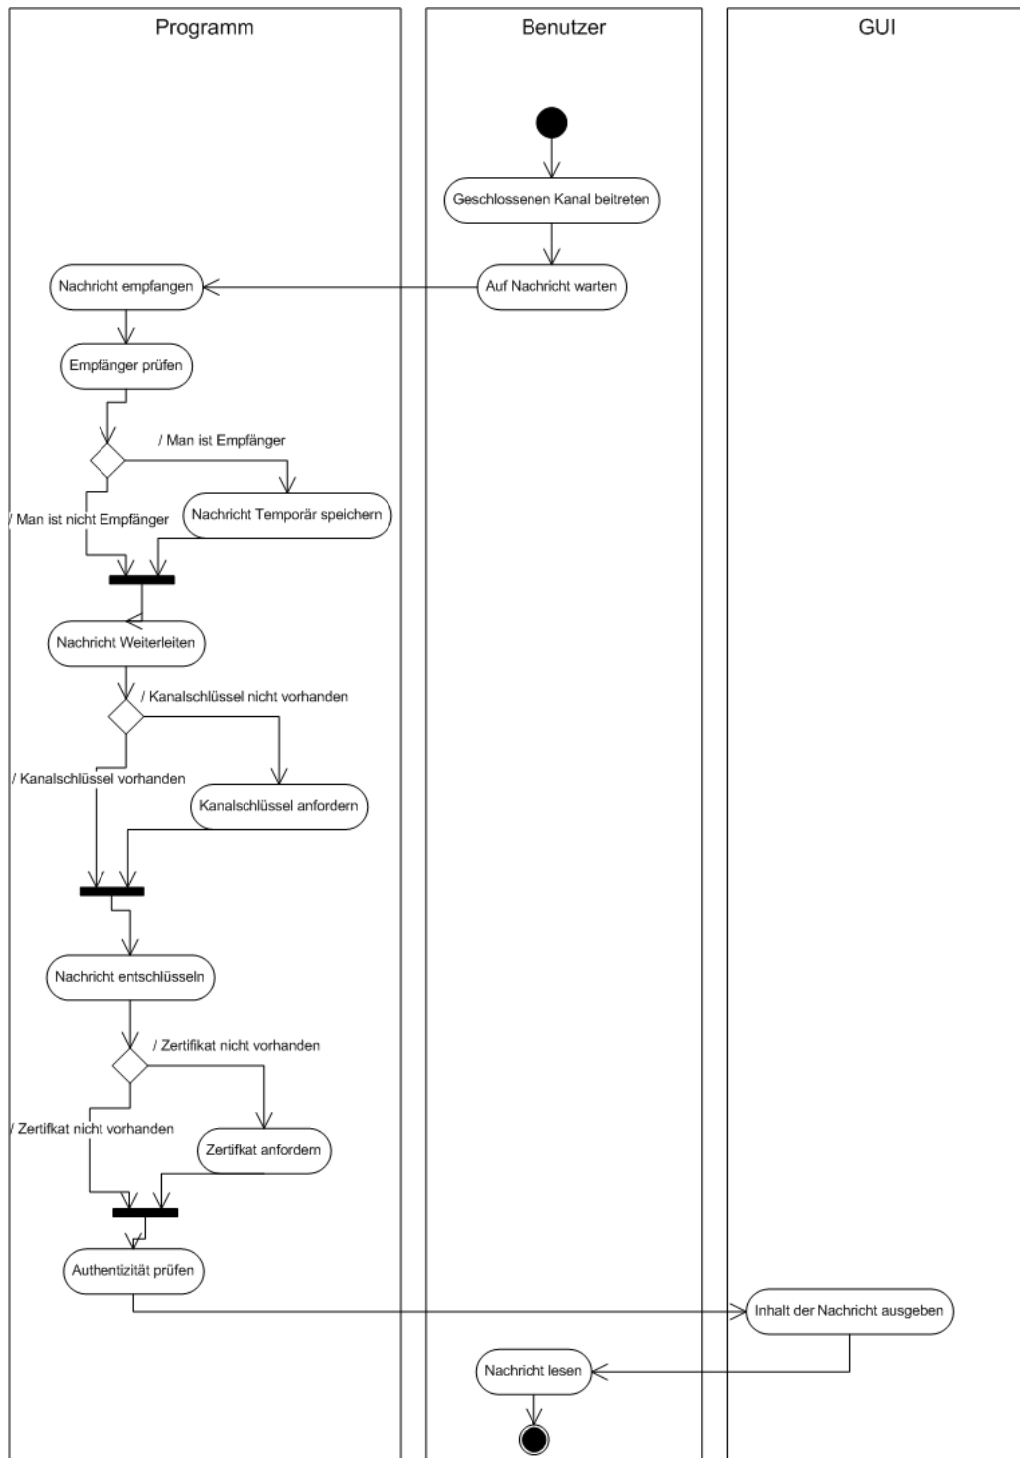 Programm
Benutzer
GUI
Geschlossenen Kanal beitreten
Nachricht empfangen
Auf Nachricht warten
Empfänger prüfen
/ Man ist Empfänger
Nachricht Temporär speichern
/ Man ist nicht Empfänger
Nachricht Weiterleiten
/ Kanalschlüssel nicht vorhanden
/ Kanalschlüssel vorhanden
Kanalschlüssel anfordern
Nachricht entschlüsseln
/ Zertifikat nicht vorhanden
/ Zertifkat nicht vorhanden
Zertifkat anfordern
Authentizität prüfen
Inhalt der Nachricht ausgeben
Nachricht lesen